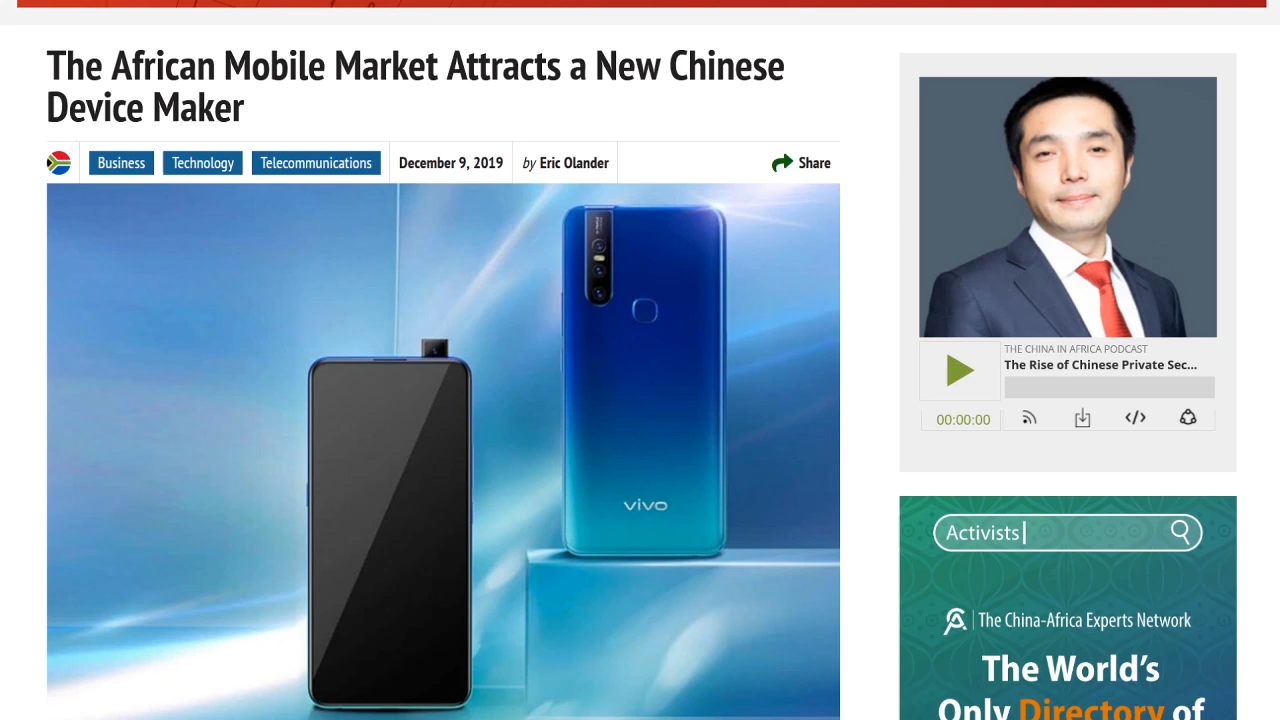 The African Mobile Market Attracts a New Chinese
Device Maker
Business Technology Telecommunications December 9, 2019 by Eric Olander Share
vivo
THE CHINA IN AFRICA PODCAST
The Rise of Chinese Private Sec...
00:00:00
Activists
The China-Africa Experts Network
The World's
Only Directory of